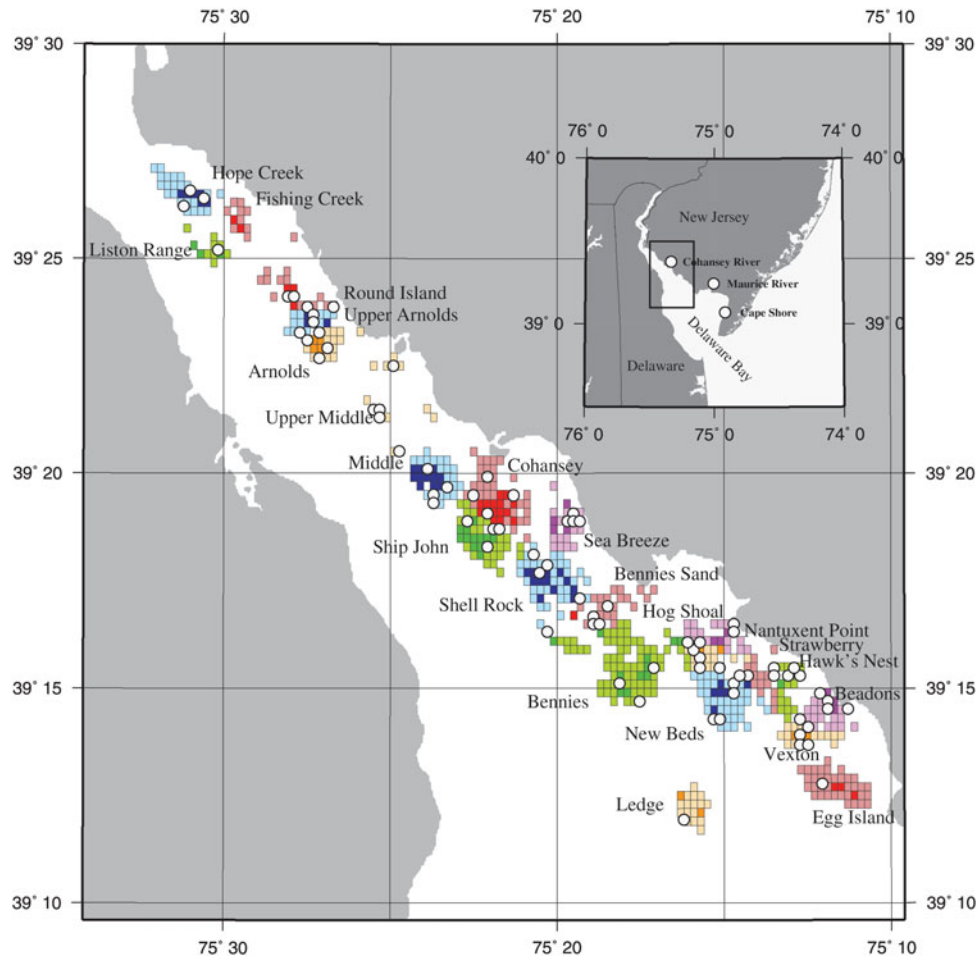 75˚ 30
75˚ 20
75˚ 10
39˚ 30
39˚ 30
76˚ 0
75˚ 0
74˚ 0
40˚ 0
40˚ 0
Hope Creek
Fishing Creek
New Jersey
Liston Range
39˚ 25
39˚ 25
Cohansey River
Maurice River
Round Island
Upper Arnolds
Cape Shore
39˚ 0
39˚ 0
Delaware Bay
Delaware
Arnolds
76˚ 0
75˚ 0
74˚ 0
Upper Middle
Middle
Cohansey
39˚ 20
39˚ 20
Ship John
Sea Breeze
Bennies Sand
Shell Rock
Hog Shoal
Nantuxent Point
Strawberry
Hawk's Nest
39˚ 15
39˚ 15
Bennies
Beadons
New Beds
Vexton
Ledge
Egg Island
39˚ 10
39˚ 10
75˚ 30
75˚ 20
75˚ 10